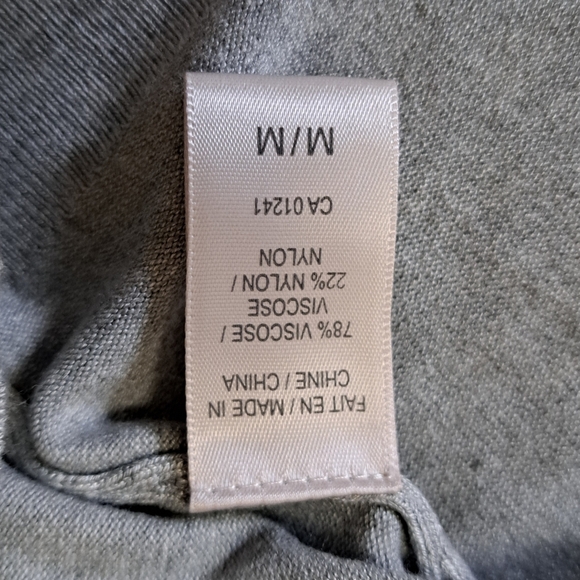 FAIT EN / MADE IN
CHINE / CHINA
78% VISCOSE /
VISCOSE
22% NYLON /
NYLON
CA 01241
M/M